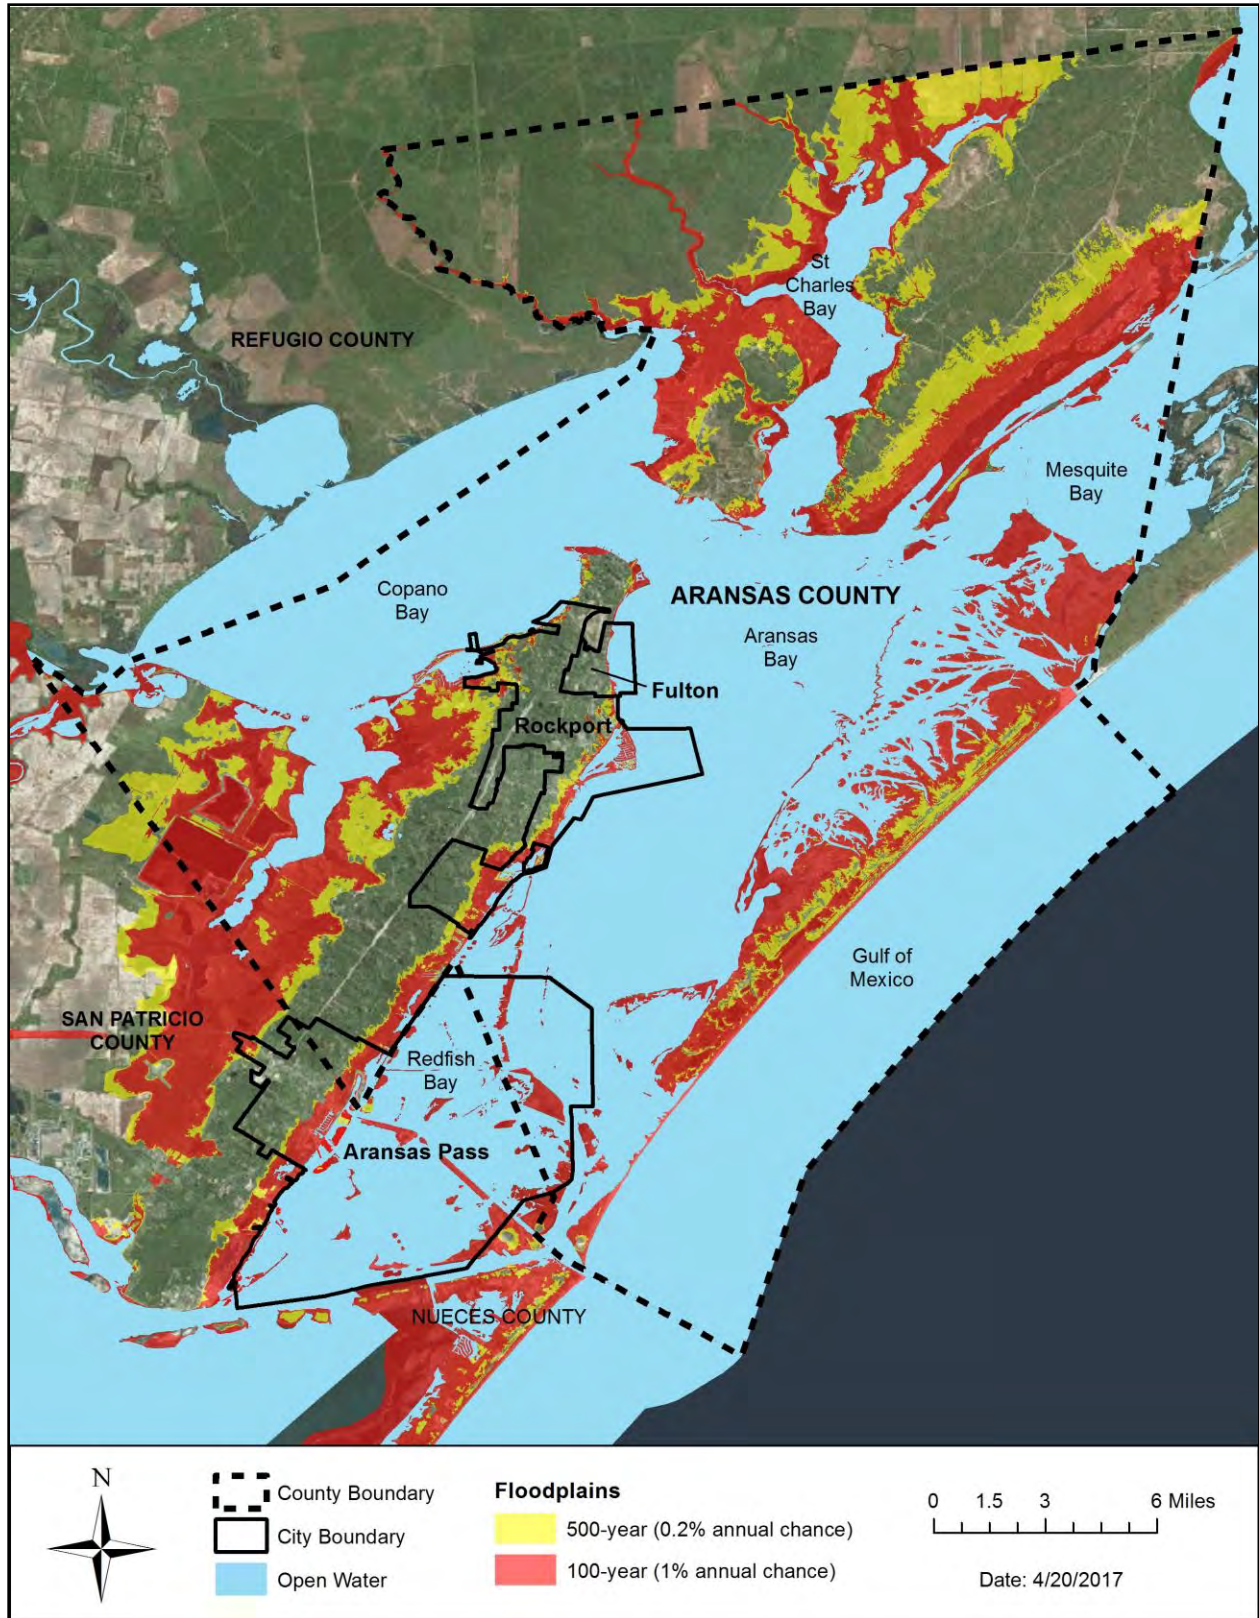 St
Charles
Bay
REFUGIO COUNTY
Mesquite
Bay
Copano
Bay
ARANSAS COUNTY
Aransas
Bay
Fulton
Rockport
Gulf of
Mexico
SAN PATRICIO
COUNTY
Redfish
Bay
Aransas Pass
NUECES COUNTY
N
County Boundary
City Boundary
Open Water
Floodplains
500-year (0.2% annual chance)
100-year (1% annual chance)
0 1.5 3 6 Miles
Date: 4/20/2017